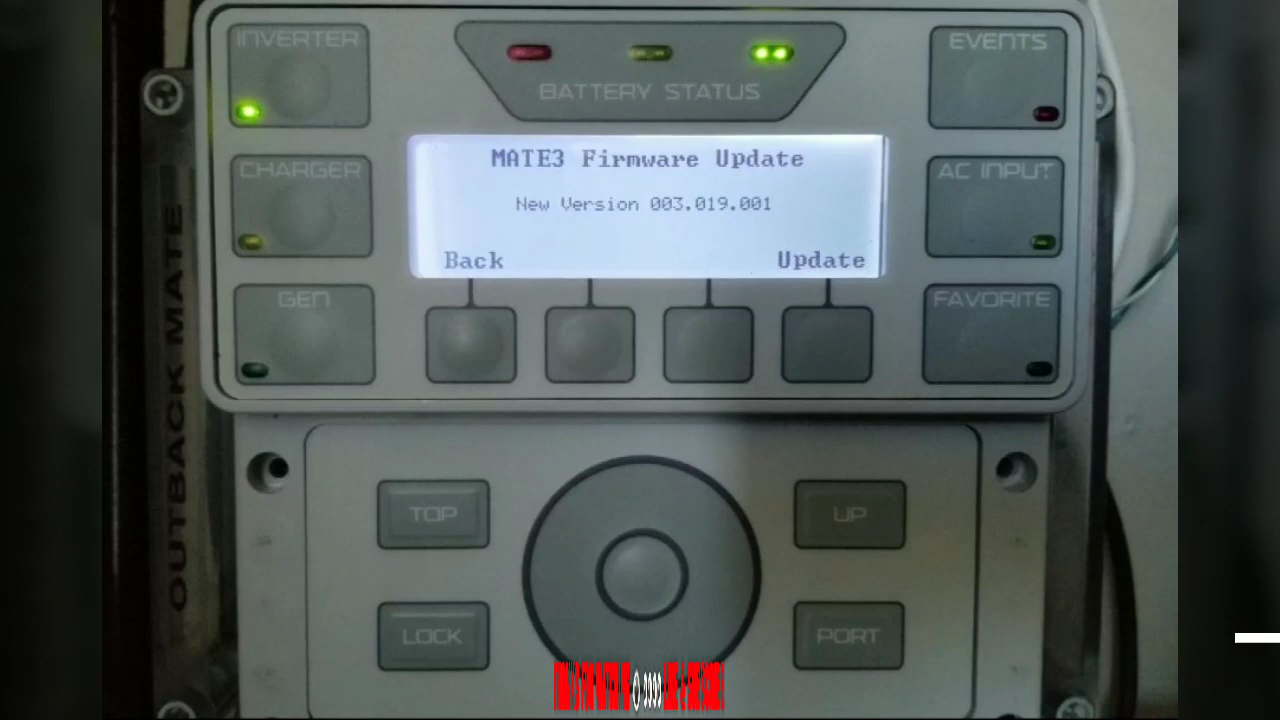 INVERTER
EVENTS
BATTERY STATUS
MATE3 Firmware Update
CHARGER
AC INPUT
New Version 003.019.001
Back
Update
GEN
FAVORITE
OUTBACK MATE
TOP
UP
LOCK
PORT